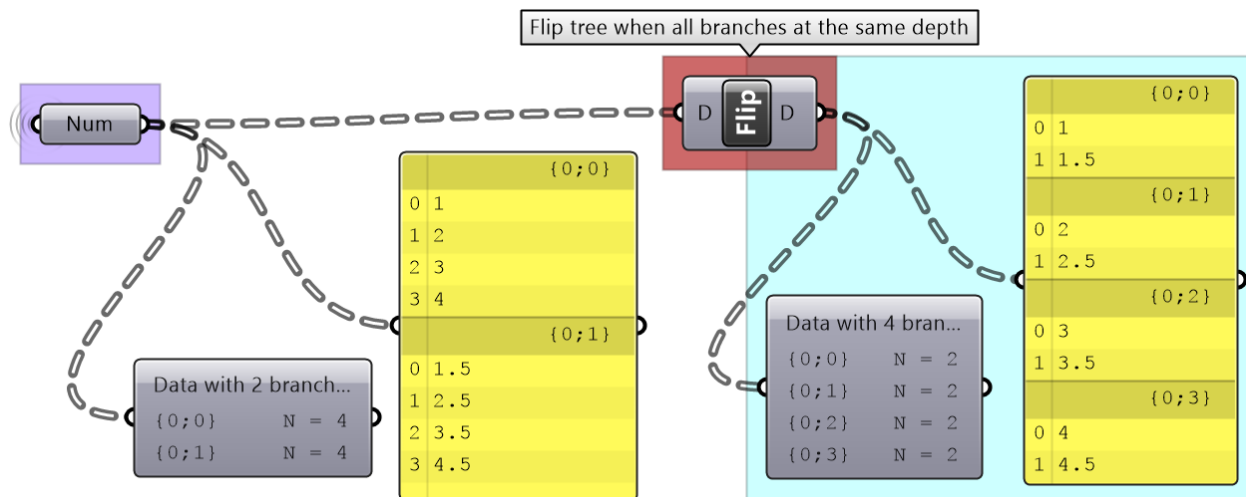 Flip tree when all branches at the same depth
Num
D Flip D
{0;0}
0 1
1 2
2 3
3 4
{0;1}
0 1.5
1 2.5
2 3.5
3 4.5
Data with 2 branch...
{0;0} N = 4
{0;1} N = 4
Data with 4 bran...
{0;0} N = 2
{0;1} N = 2
{0;2} N = 2
{0;3} N = 2
{0;0}
0 1
1 1.5
{0;1}
0 2
1 2.5
{0;2}
0 3
1 3.5
{0;3}
0 4
1 4.5